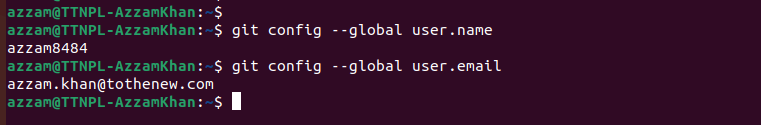 azzam@TTNPL-AzzamKhan:~$
azzam@TTNPL-AzzamKhan:~$ git config --global user.name
azzam8484
azzam@TTNPL-AzzamKhan:~$ git config --global user.email
azzam.khan@tothenew.com
azzam@TTNPL-AzzamKhan:~$